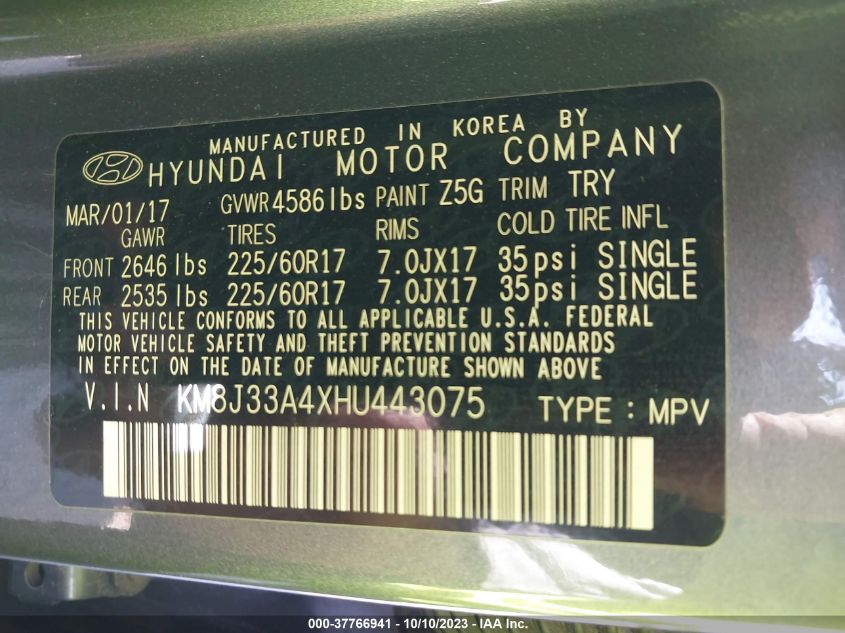 MANUFACTURED IN KOREA BY
HYUNDAI MOTOR COMPANY
MAR/01/17 GVWR 4586 lbs PAINT Z5G TRIM TRY
GAWR TIRES RIMS COLD TIRE INFL
FRONT 2646 lbs 225/60R17 7.0JX17 35psi SINGLE
REAR 2535 lbs 225/60R17 7.0JX17 35psi SINGLE
THIS VEHICLE CONFORMS TO ALL APPLICABLE U.S.A. FEDERAL
MOTOR VEHICLE SAFETY AND THEFT PREVENTION STANDARDS
IN EFFECT ON THE DATE OF MANUFACTURE SHOWN ABOVE
V.I.N KM8J33A4XHU443075 TYPE : MPV
000-37766941 - 10/10/2023 - IAA Inc.